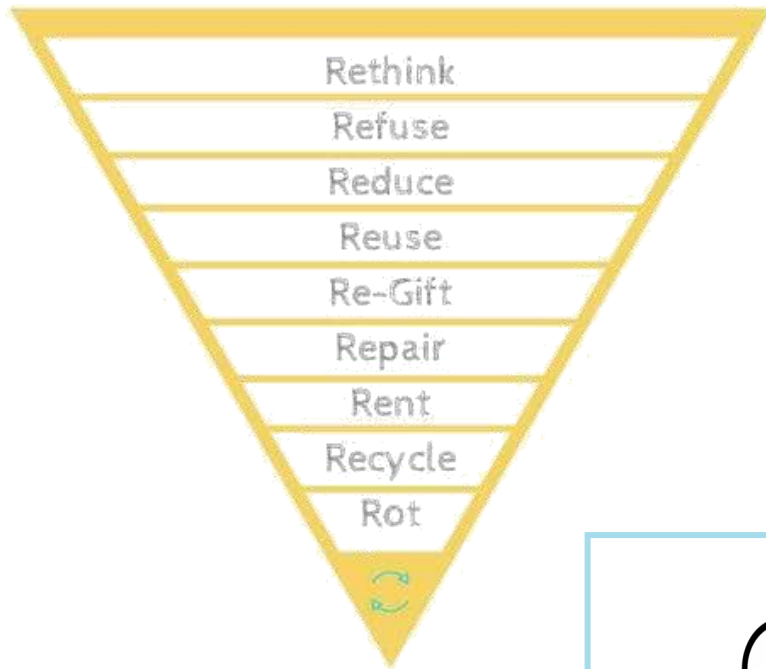 Rethink
Refuse
Reduce
Reuse
Re-Gift
Repair
Rent
Recycle
Rot